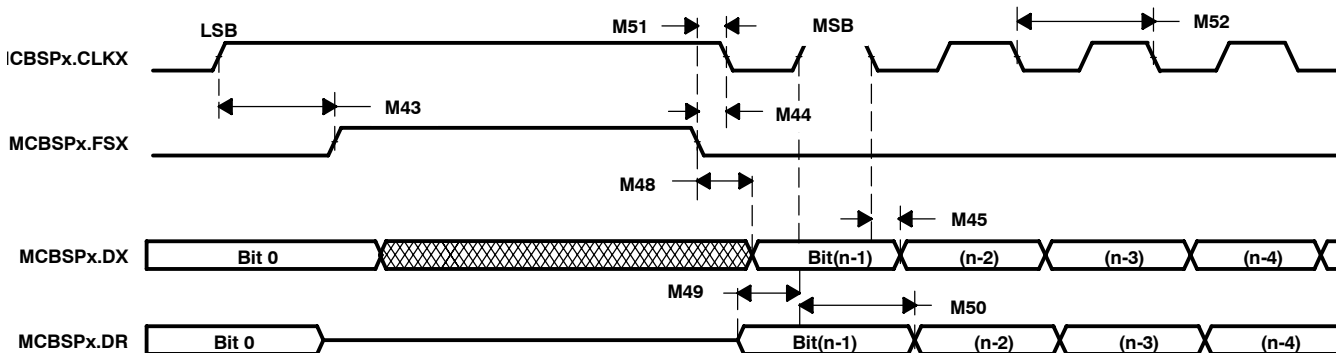 LSB
M51
MSB
M52
ICBSPx.CLKX
M43
M44
MCBSPx.FSX
M48
M45
MCBSPx.DX
Bit 0
Bit(n-1)
(n-2)
(n-3)
(n-4)
M49
M50
MCBSPx.DR
Bit 0
Bit(n-1)
(n-2)
(n-3)
(n-4)